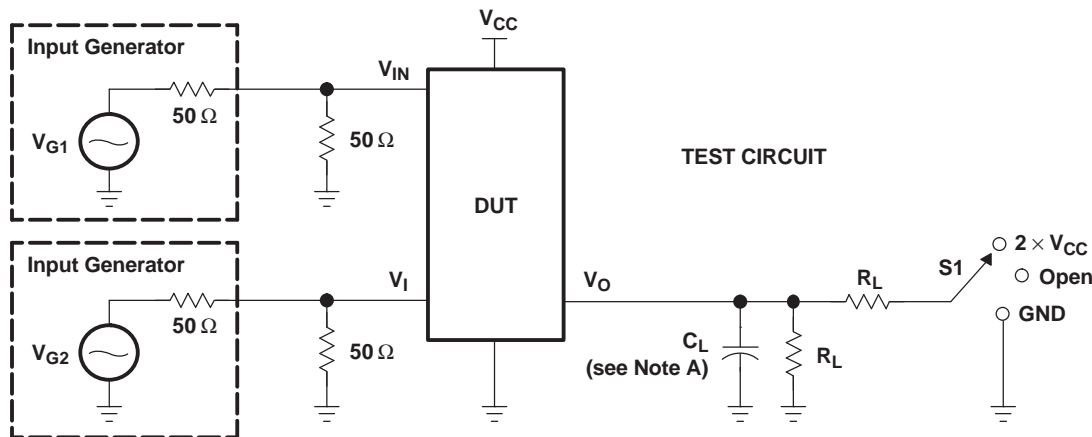 Input Generator
V_G1
50 Ω
V_IN
50 Ω
V_CC
DUT
TEST CIRCUIT
Input Generator
V_G2
50 Ω
V_I
50 Ω
V_O
C_L
(see Note A)
R_L
R_L
S1
2 × V_CC
Open
GND